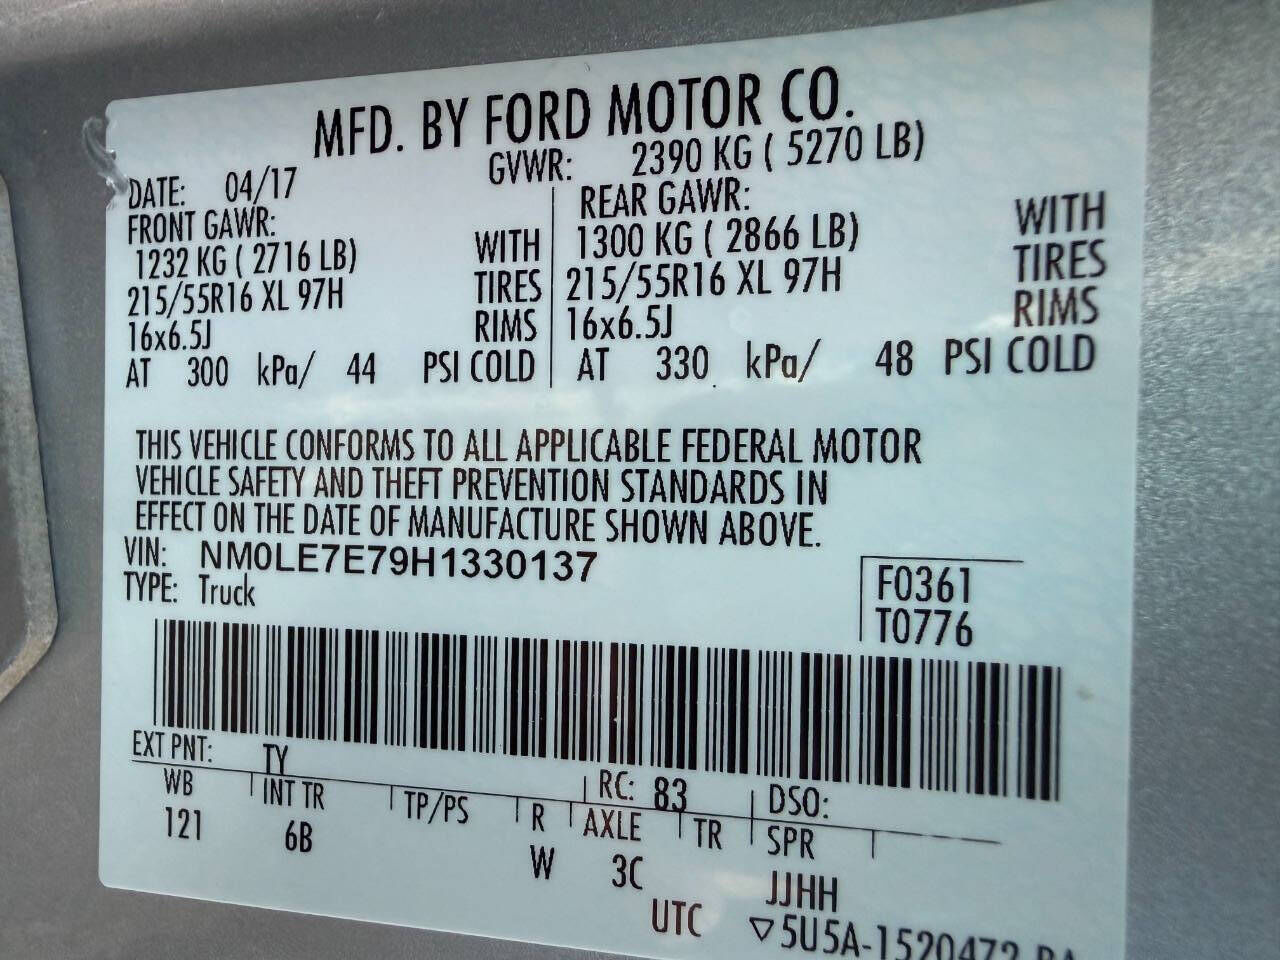 MFD. BY FORD MOTOR CO.
DATE: 04/17 GVWR: 2390 KG ( 5270 LB)
FRONT GAWR: REAR GAWR:
1232 KG ( 2716 LB) WITH 1300 KG ( 2866 LB) WITH
215/55R16 XL 97H TIRES 215/55R16 XL 97H TIRES
16x6.5J RIMS 16x6.5J RIMS
AT 300 kPa/ 44 PSI COLD AT 330 kPa/ 48 PSI COLD
THIS VEHICLE CONFORMS TO ALL APPLICABLE FEDERAL MOTOR
VEHICLE SAFETY AND THEFT PREVENTION STANDARDS IN
EFFECT ON THE DATE OF MANUFACTURE SHOWN ABOVE.
VIN: NM0LE7E79H1330137
TYPE: Truck
F0361
T0776
EXT PNT: TY RC: 83 DSO:
WB INT TR TP/PS R AXLE TR SPR
121 6B W 3C JJHH
UTC ▽5U5A-1520472